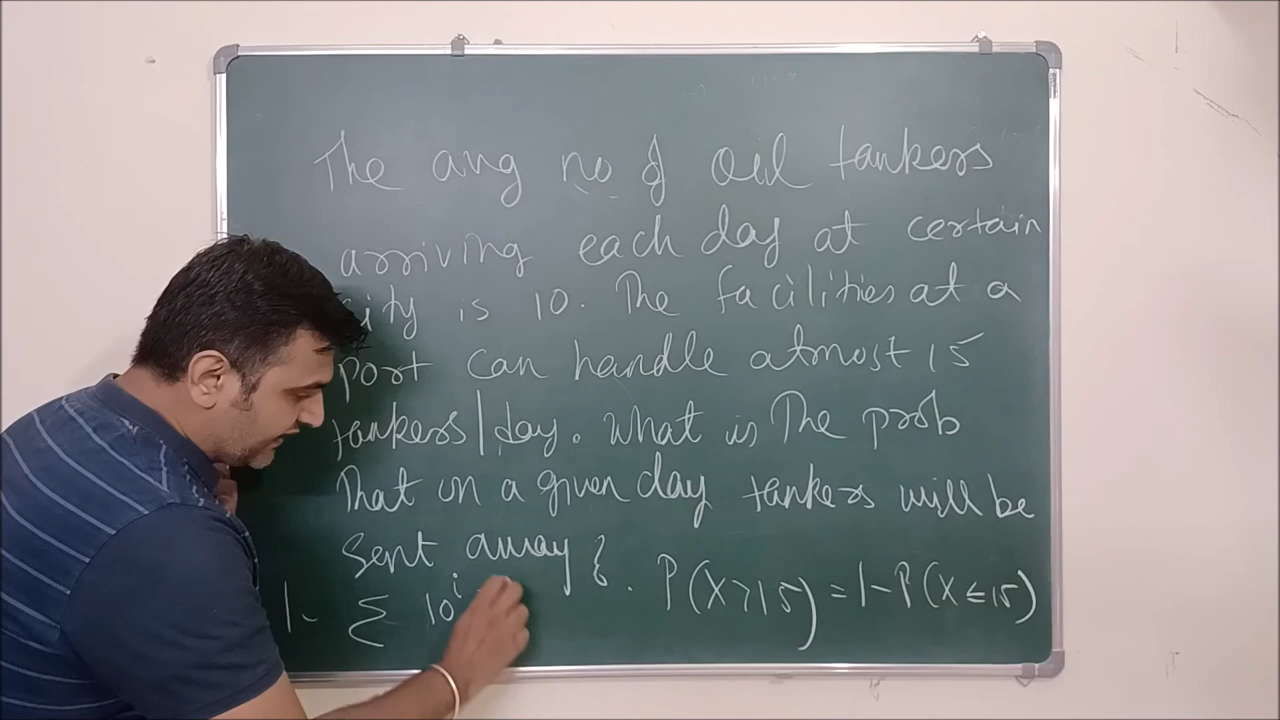 The avg no of oil tankers
arriving each day at certain
city is 10. The facilities at a
port can handle atmost 15
tankers/day. What is the prob
that on a given day tankers will be
sent away?. P(X>15) = 1-P(X≤15)
1- Σ 10^i